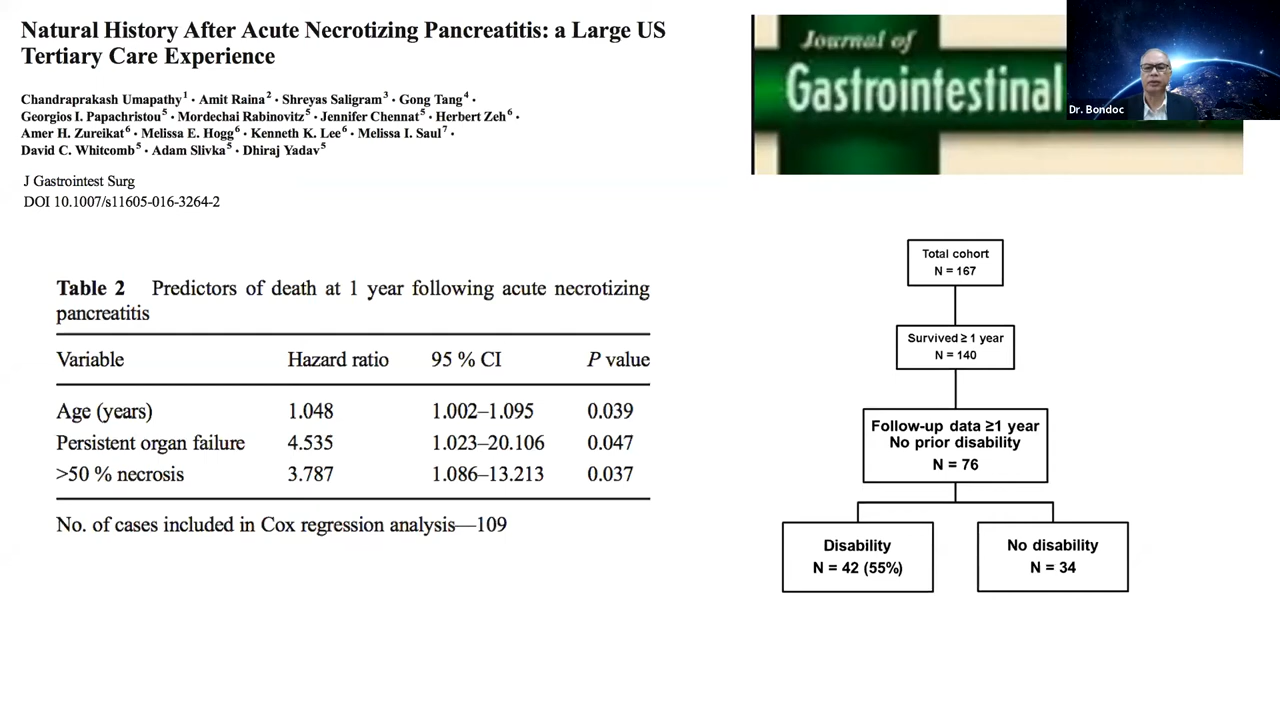 Natural History After Acute Necrotizing Pancreatitis: a Large US
Tertiary Care Experience
Chandraprakash Umapathy1 · Amit Raina2 · Shreyas Saligram3 · Gong Tang4 ·
Georgios I. Papachristou5 · Mordechai Rabinovitz5 · Jennifer Chennat5 · Herbert Zeh6 ·
Amer H. Zureikat6 · Melissa E. Hogg6 · Kenneth K. Lee6 · Melissa I. Saul7 ·
David C. Whitcomb5 · Adam Slivka5 · Dhiraj Yadav5
J Gastrointest Surg
DOI 10.1007/s11605-016-3264-2
Journal of
Gastrointestinal
Dr. Bondoc
Table 2 Predictors of death at 1 year following acute necrotizing
pancreatitis
Variable Hazard ratio 95 % CI P value
Age (years) 1.048 1.002–1.095 0.039
Persistent organ failure 4.535 1.023–20.106 0.047
>50 % necrosis 3.787 1.086–13.213 0.037
No. of cases included in Cox regression analysis—109
Total cohort
N = 167
Survived ≥ 1 year
N = 140
Follow-up data ≥1 year
No prior disability
N = 76
Disability
N = 42 (55%)
No disability
N = 34